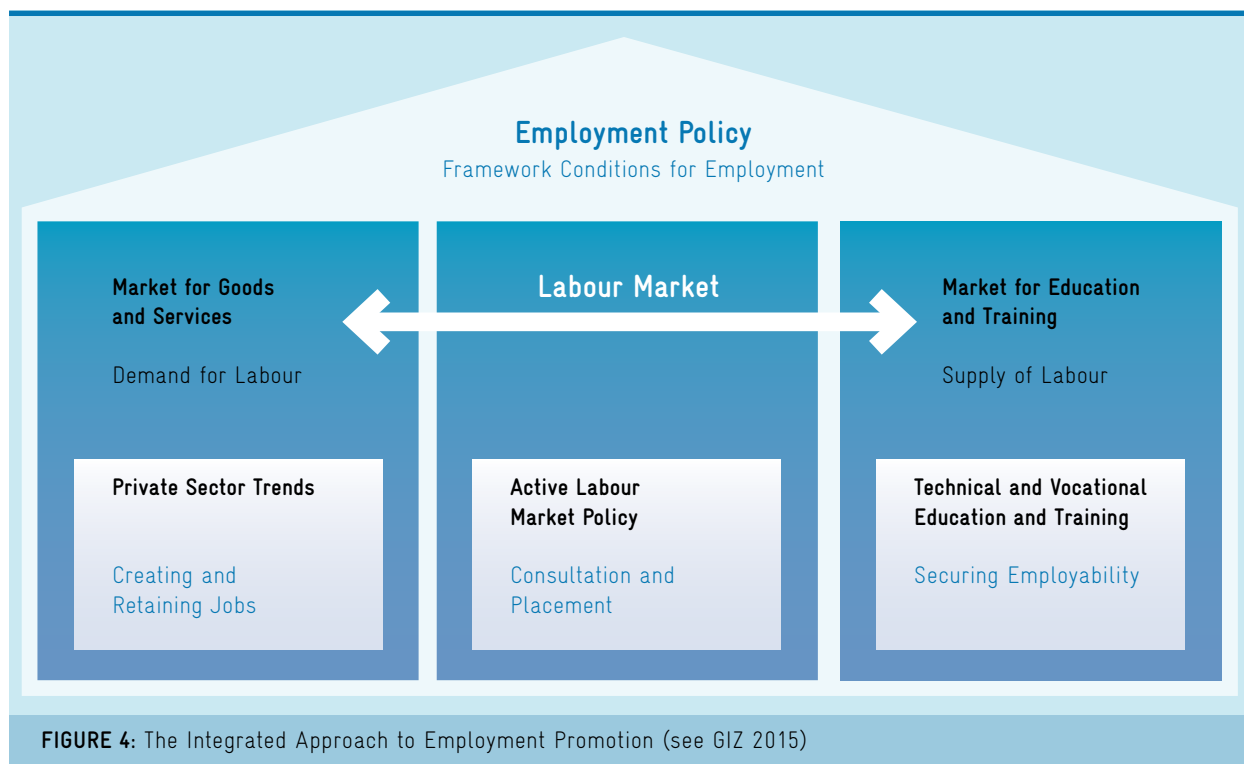 Employment Policy
Framework Conditions for Employment
Market for Goods
and Services
Demand for Labour
Private Sector Trends
Creating and
Retaining Jobs
Labour Market
Active Labour
Market Policy
Consultation and
Placement
Market for Education
and Training
Supply of Labour
Technical and Vocational
Education and Training
Securing Employability
FIGURE 4: The Integrated Approach to Employment Promotion (see GIZ 2015)